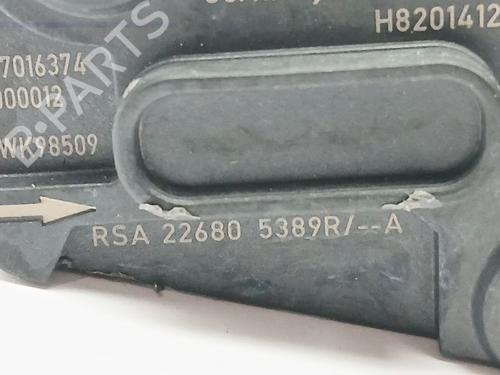 H8201412
7016374
000012
WK98509
RSA 22680 5389R/--A
B-PARTS